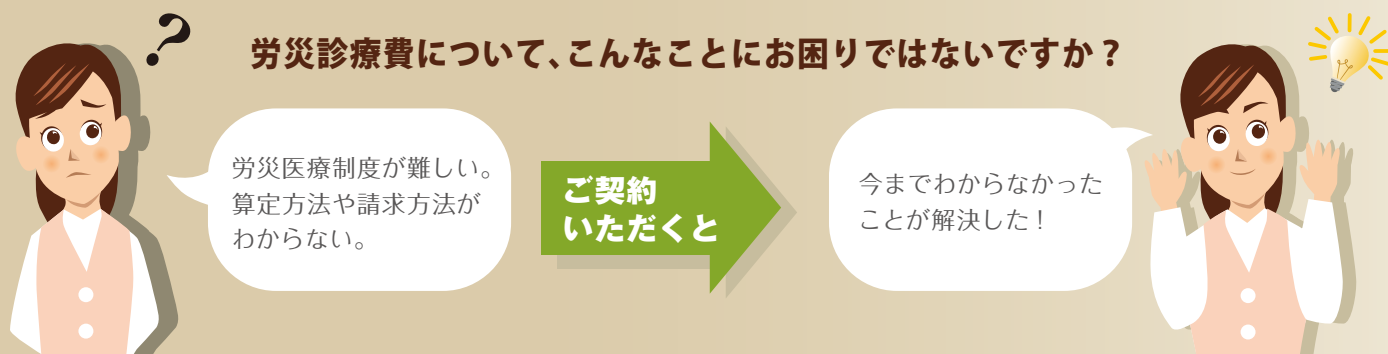 ?
労災診療費について、こんなことにお困りではないですか？
労災医療制度が難しい。
算定方法や請求方法が
わからない。
ご契約
いただくと
今までわからなかった
ことが解決した！